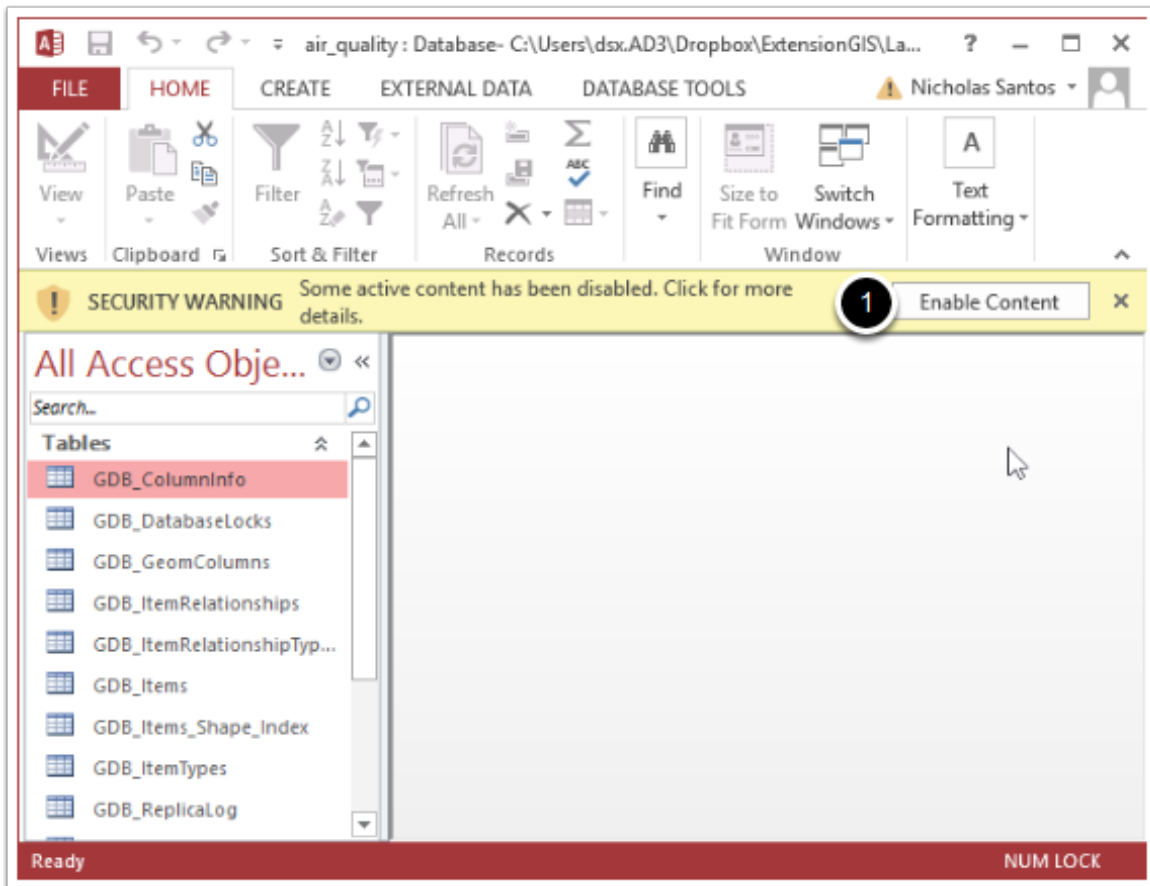 air_quality : Database- C:\Users\dsx.AD3\Dropbox\ExtensionGIS\La... ?
FILE HOME CREATE EXTERNAL DATA DATABASE TOOLS Nicholas Santos
View Paste Filter Refresh All ABC Find Size to Fit Form Switch Windows A Text Formatting
Views Clipboard Sort & Filter Records Window
SECURITY WARNING Some active content has been disabled. Click for more details. 1 Enable Content
All Access Obje... «
Search...
Tables
GDB_ColumnInfo
GDB_DatabaseLocks
GDB_GeomColumns
GDB_ItemRelationships
GDB_ItemRelationshipTyp...
GDB_Items
GDB_Items_Shape_Index
GDB_ItemTypes
GDB_ReplicaLog
Ready NUM LOCK